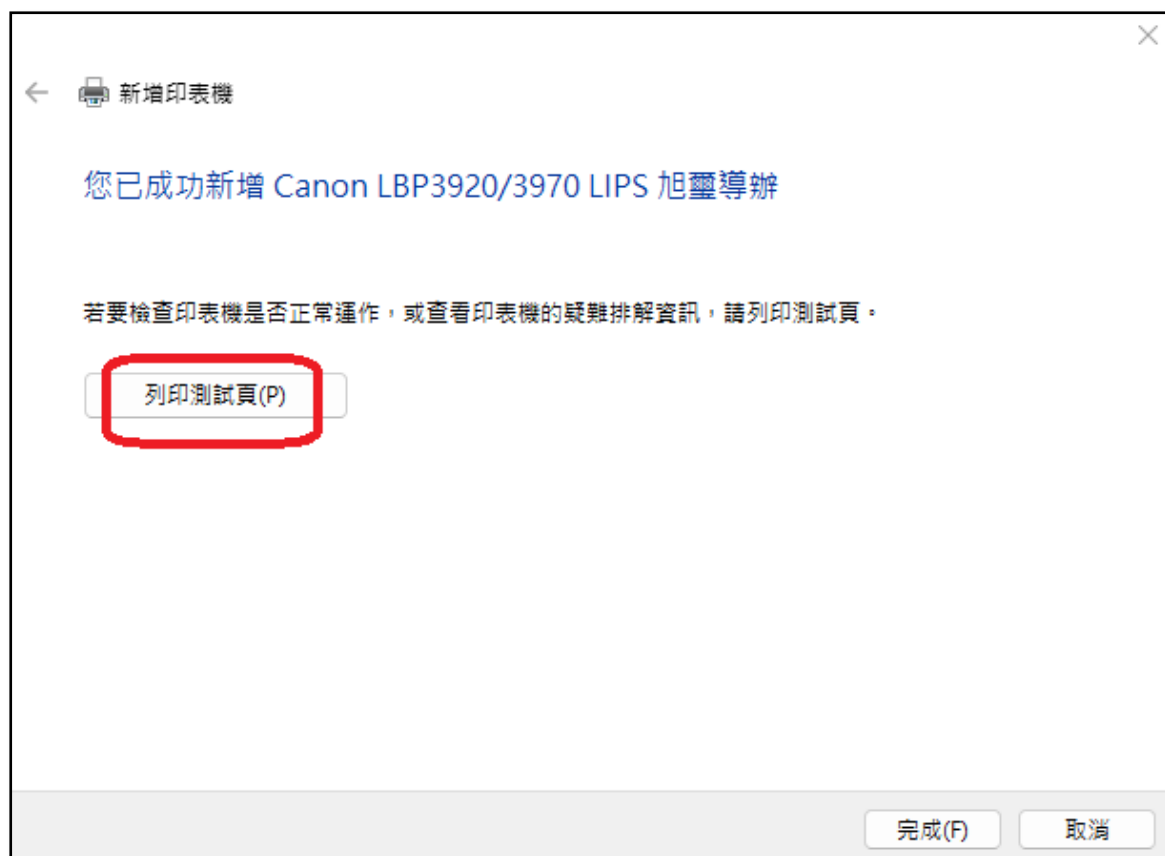 新增印表機
您已成功新增 Canon LBP3920/3970 LIPS 旭璽導辦
若要檢查印表機是否正常運作，或查看印表機的疑難排解資訊，請列印測試頁。
列印測試頁(P)
完成(F) 取消